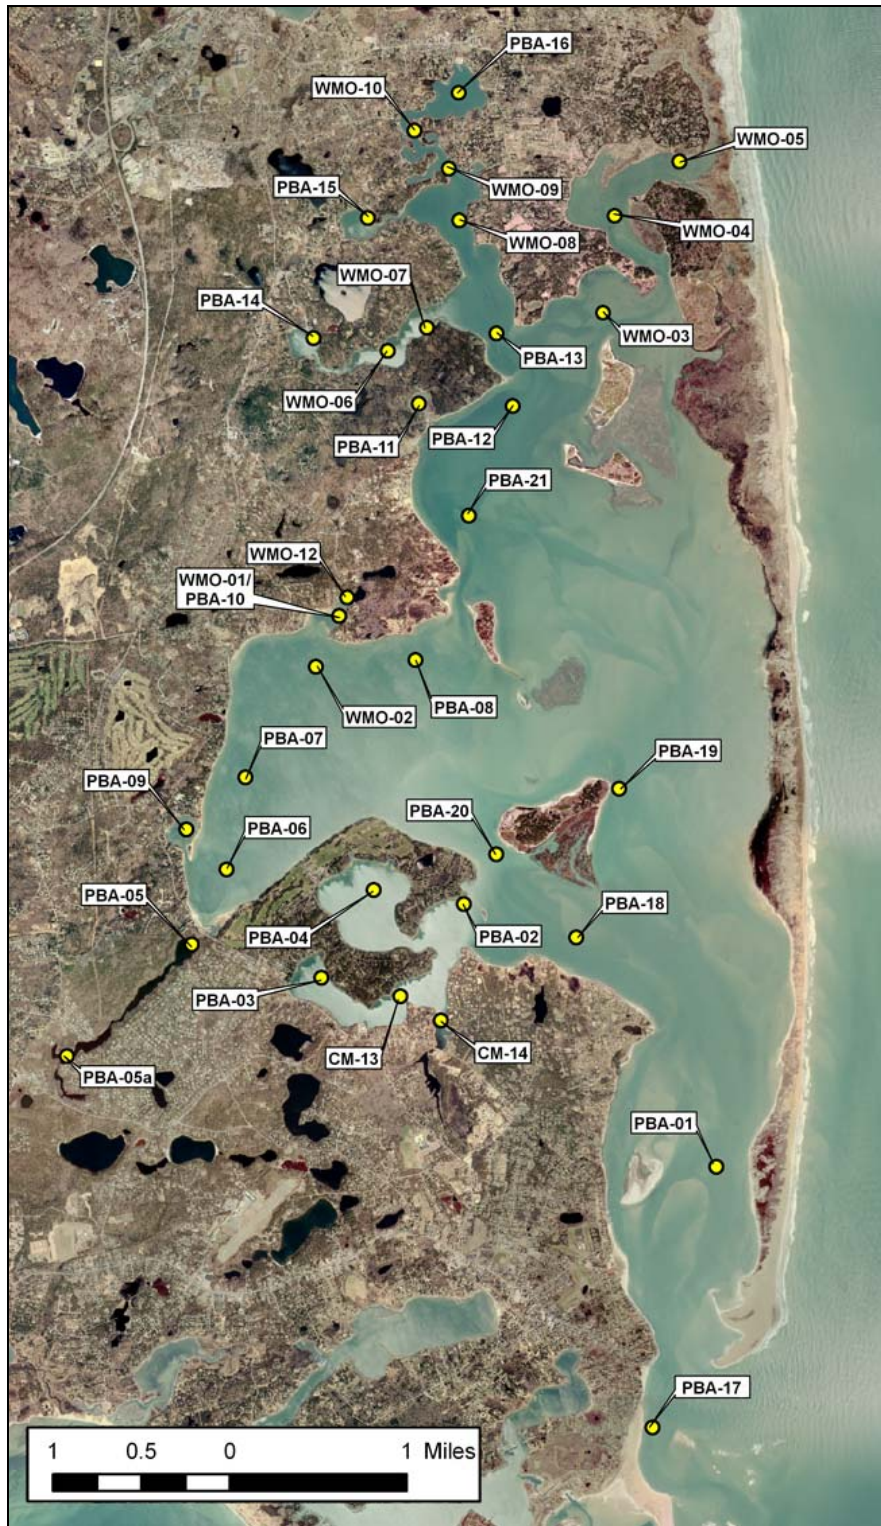 PBA-16
WMO-10
WMO-05
WMO-09
PBA-15
WMO-04
WMO-08
WMO-07
PBA-14
WMO-03
PBA-13
WMO-06
PBA-12
PBA-11
PBA-21
WMO-12
WMO-01/
PBA-10
PBA-08
WMO-02
PBA-07
PBA-19
PBA-09
PBA-20
PBA-06
PBA-05
PBA-18
PBA-04
PBA-02
PBA-03
CM-13
CM-14
PBA-05a
PBA-01
PBA-17
1 0.5 0 1 Miles